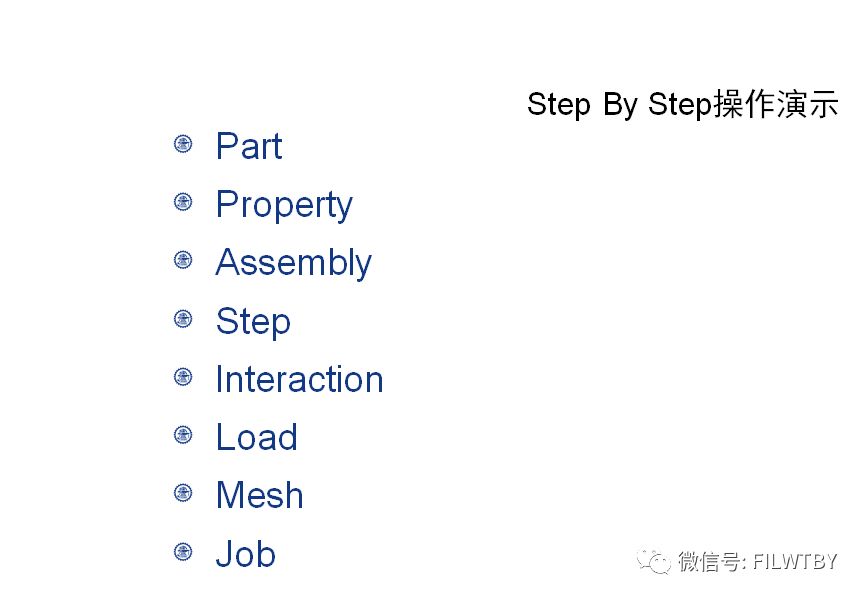 Step By Step操作演示
Part
Property
Assembly
Step
Interaction
Load
Mesh
Job
微信号: FILWTBY